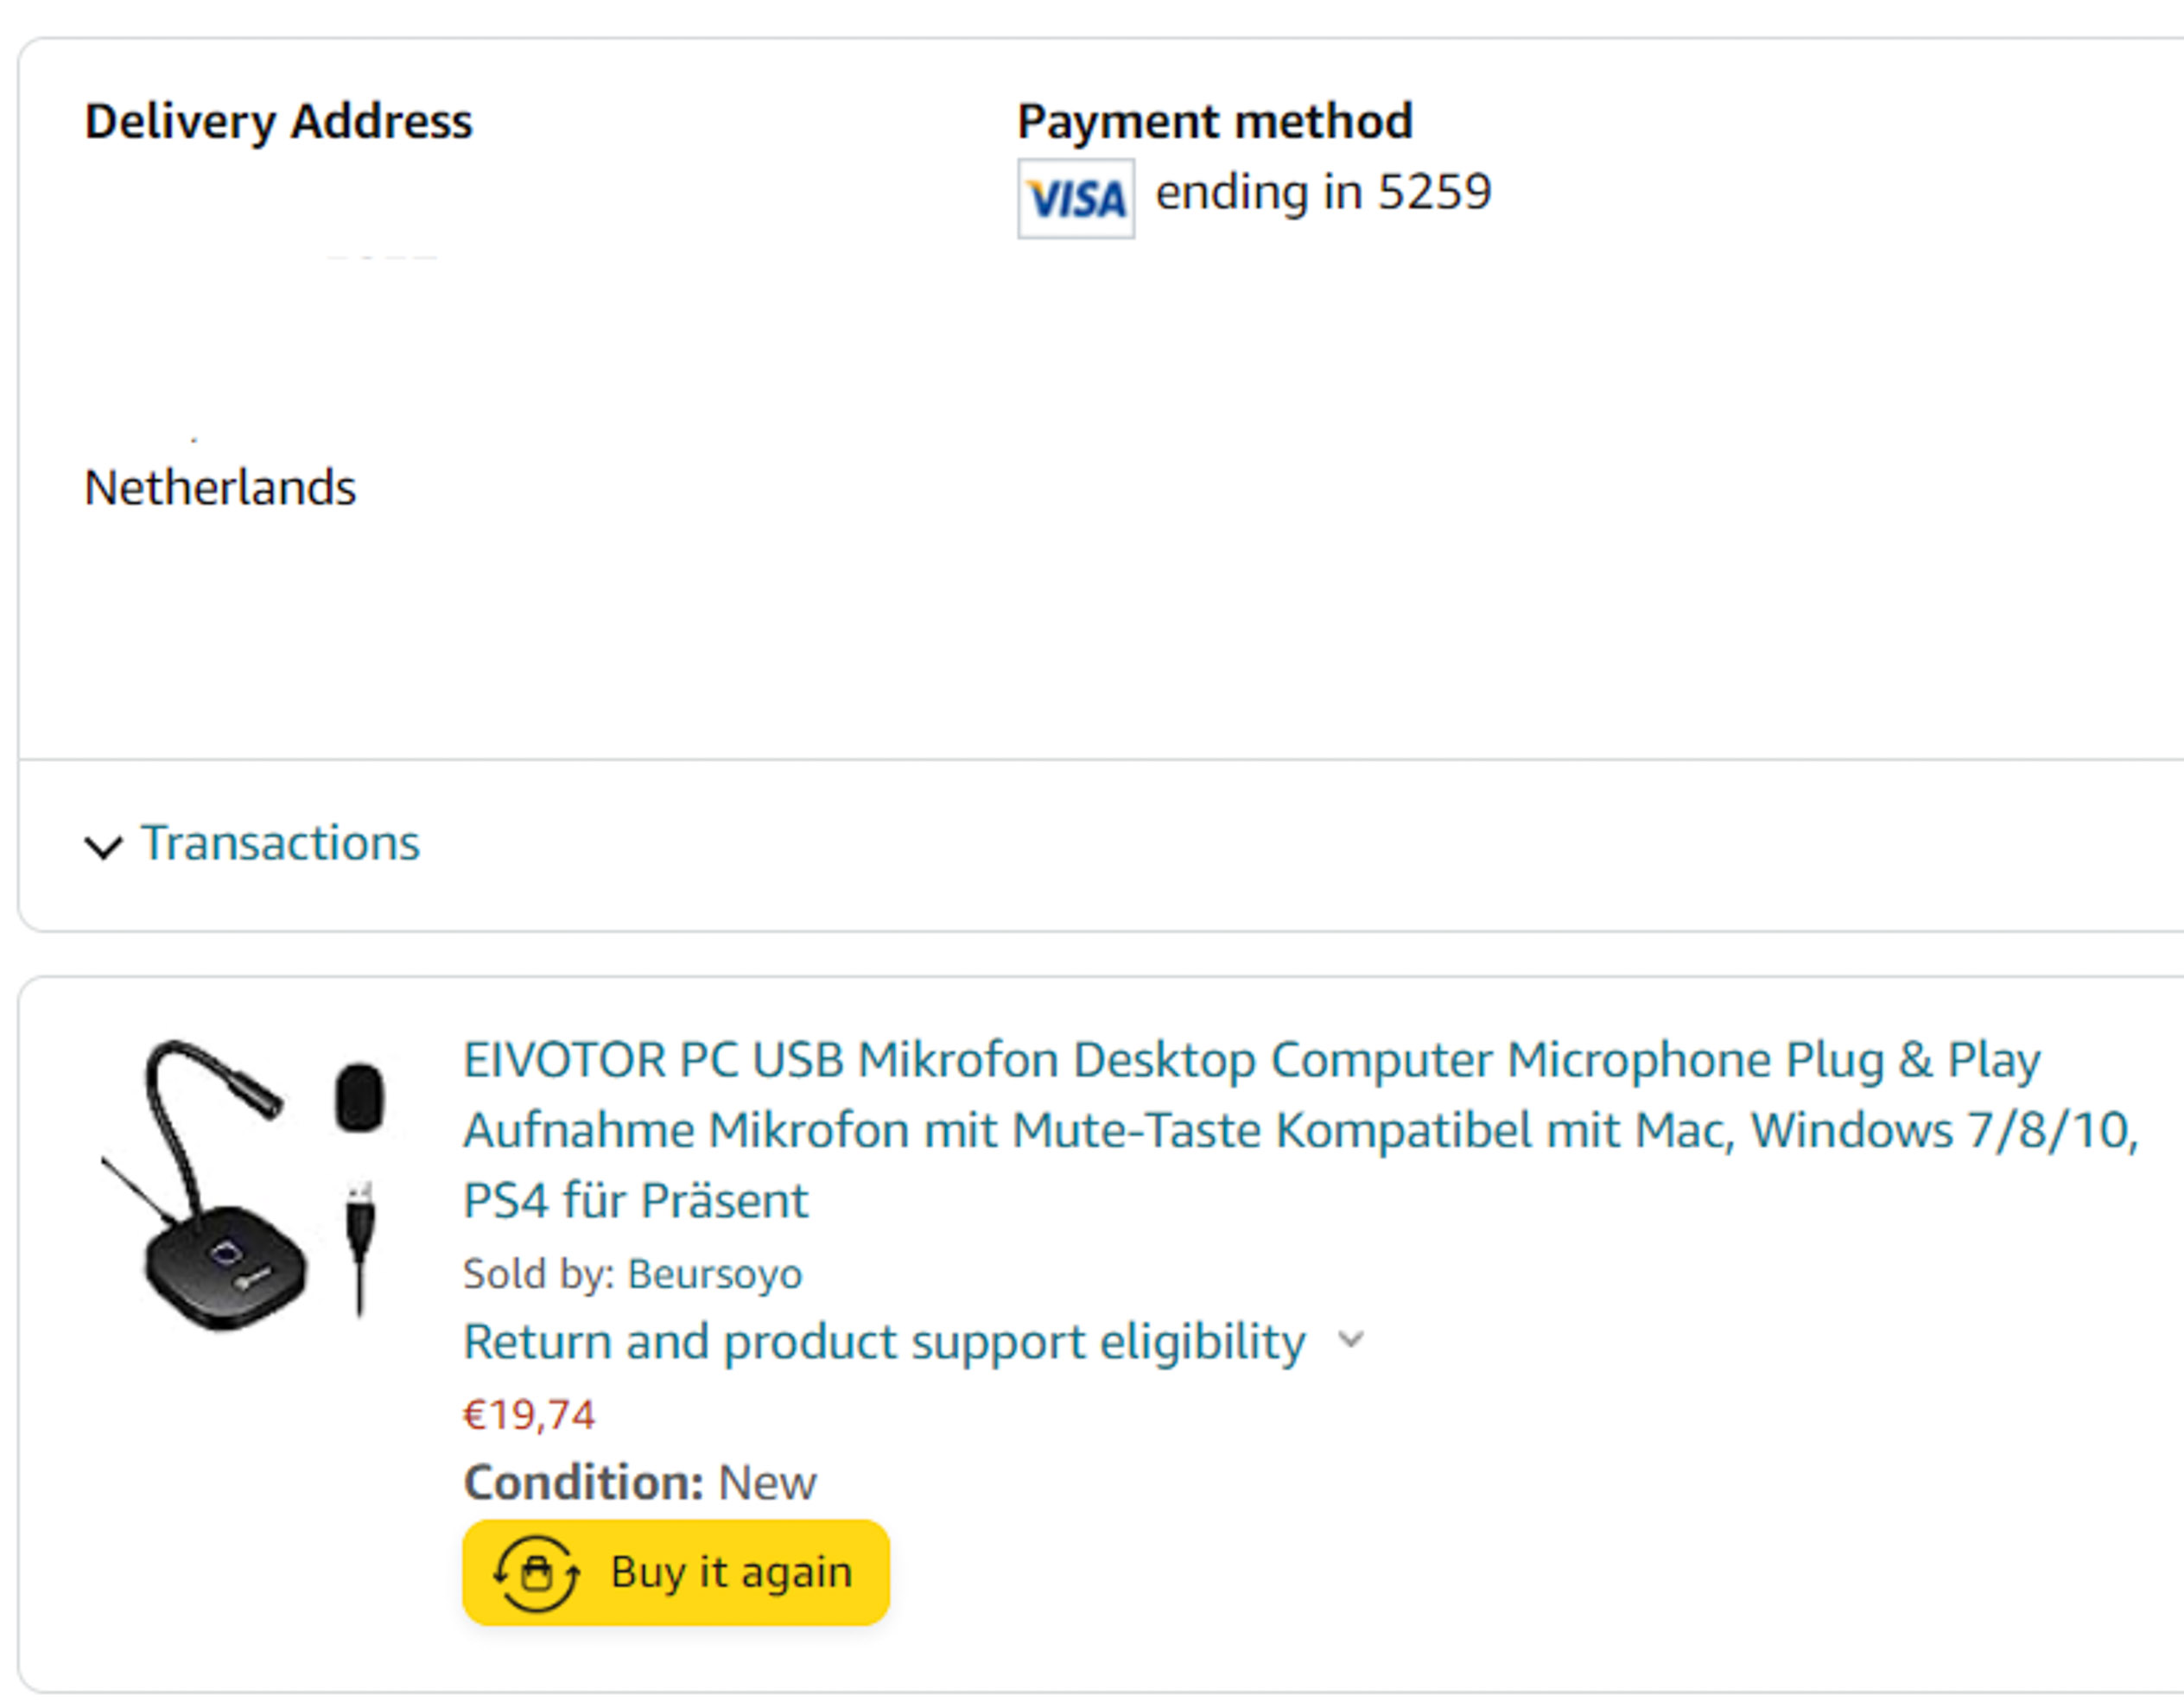 Delivery Address
Payment method
VISA ending in 5259
Netherlands
Transactions
EIVOTOR PC USB Mikrofon Desktop Computer Microphone Plug & Play
Aufnahme Mikrofon mit Mute-Taste Kompatibel mit Mac, Windows 7/8/10,
PS4 für Präsent
Sold by: Beursoyo
Return and product support eligibility
€19,74
Condition: New
Buy it again